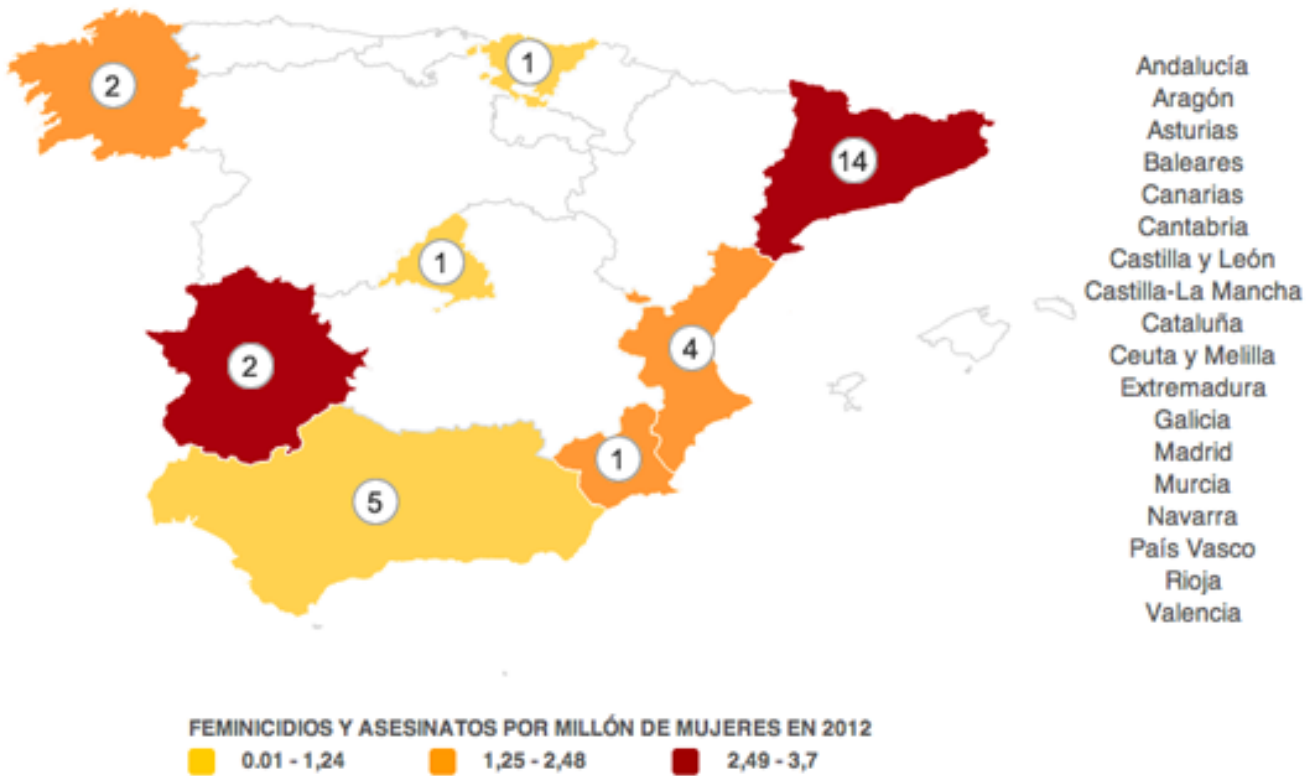 2
1
14
1
2
4
1
5
Andalucía
Aragón
Asturias
Baleares
Canarias
Cantabria
Castilla y León
Castilla-La Mancha
Cataluña
Ceuta y Melilla
Extremadura
Galicia
Madrid
Murcia
Navarra
País Vasco
Rioja
Valencia
FEMINICIDIOS Y ASESINATOS POR MILLÓN DE MUJERES EN 2012
0.01 - 1,24 1,25 - 2,48 2,49 - 3,7